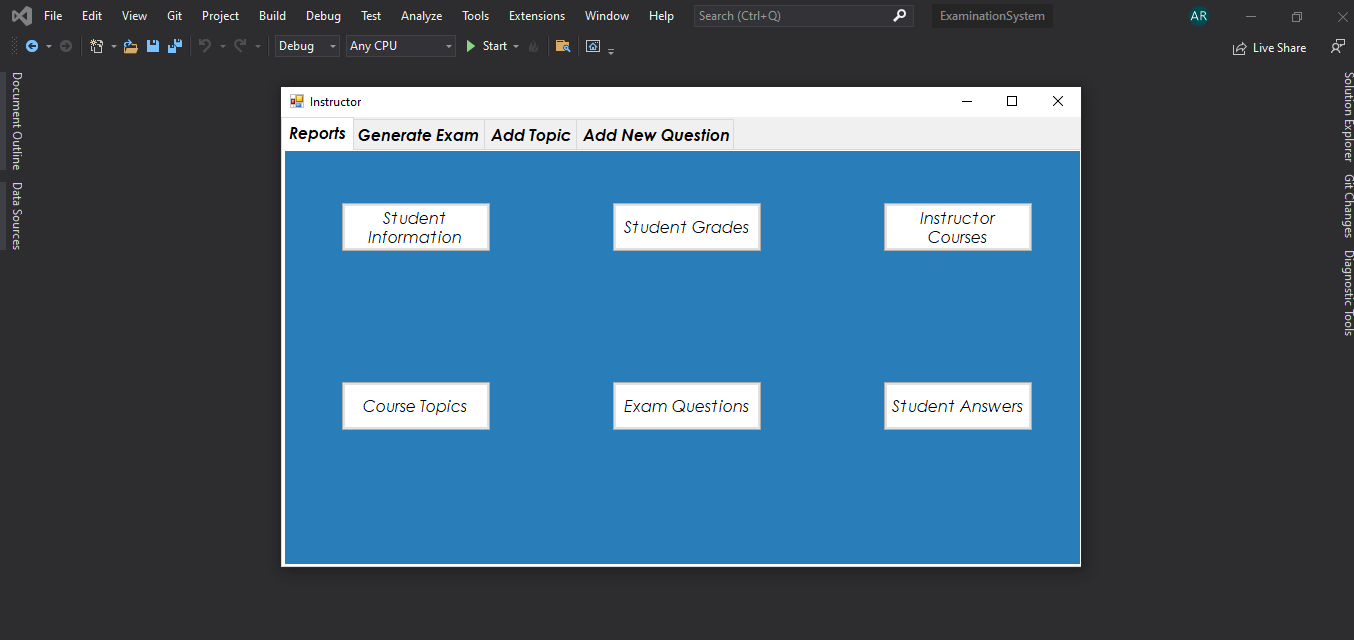 File Edit View Git Project Build Debug Test Analyze Tools Extensions Window Help Search (Ctrl+Q) ExaminationSystem AR
Debug Any CPU Start Live Share
Document Outline
Data Sources
Instructor
Reports Generate Exam Add Topic Add New Question
Student
Information
Student Grades
Instructor
Courses
Course Topics
Exam Questions
Student Answers
Solution Explorer
Git Changes
Diagnostic Tools